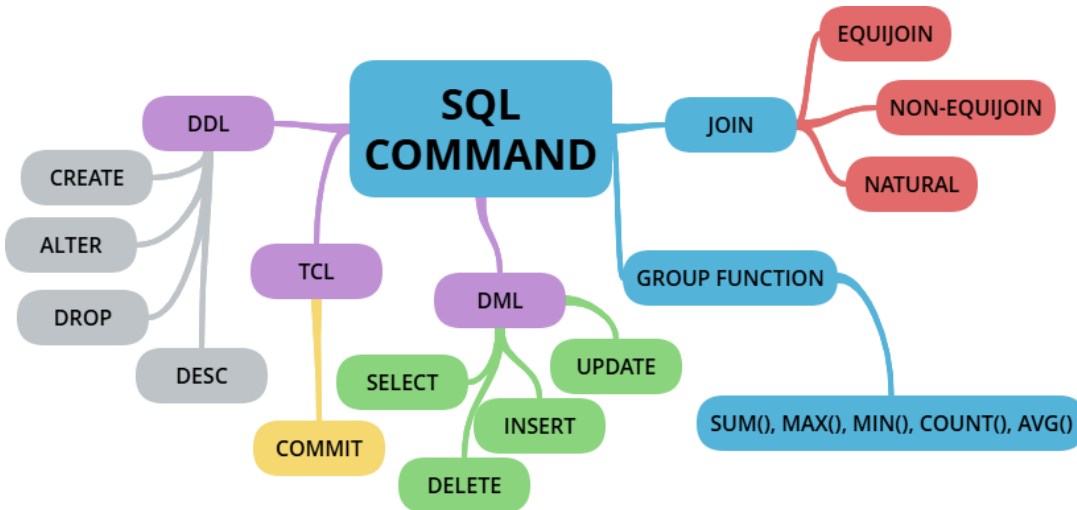 SQL
COMMAND
DDL
CREATE
ALTER
DROP
DESC
TCL
COMMIT
DML
SELECT
DELETE
INSERT
UPDATE
JOIN
EQUIJOIN
NON-EQUIJOIN
NATURAL
GROUP FUNCTION
SUM(), MAX(), MIN(), COUNT(), AVG()